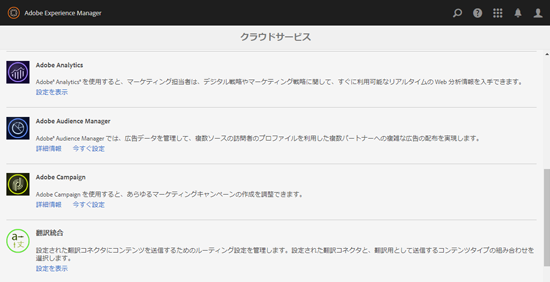 Adobe Experience Manager
クラウドサービス
Adobe Analytics
Adobe® Analytics® を使用すると、マーケティング担当者は、デジタル戦略やマーケティング戦略に関して、すぐに利用可能なリアルタイムの Web 分析情報を入手できます。
設定を表示
Adobe Audience Manager
Adobe® Audience Manager では、広告データを管理して、複数ソースの訪問者のプロファイルを利用した複数パートナーへの複雑な広告の配布を実現します。
詳細情報 今すぐ設定
Adobe Campaign
Adobe Campaign を使用すると、あらゆるマーケティングキャンペーンの作成を調整できます。
詳細情報 今すぐ設定
翻訳統合
設定された翻訳コネクタにコンテンツを送信するためのルーティング設定を管理します。設定された翻訳コネクタと、翻訳用として送信するコンテンツタイプの組み合わせを
選択します。
設定を表示